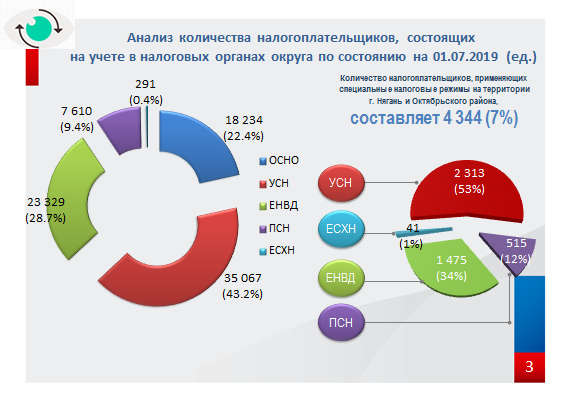 Анализ количества налогоплательщиков, состоящих
на учете в налоговых органах округа по состоянию на 01.07.2019 (ед.)
Количество налогоплательщиков, применяющих
специальные налоговые режимы на территории
г. Нягань и Октябрьского района,
составляет 4 344 (7%)
291
(0.4%)
7 610
(9.4%)
18 234
(22.4%)
23 329
(28.7%)
35 067
(43.2%)
ОСНО
УСН
ЕНВД
ПСН
ЕСХН
УСН
ЕСХН
ЕНВД
ПСН
2 313
(53%)
41
(1%)
515
(12%)
1 475
(34%)
3